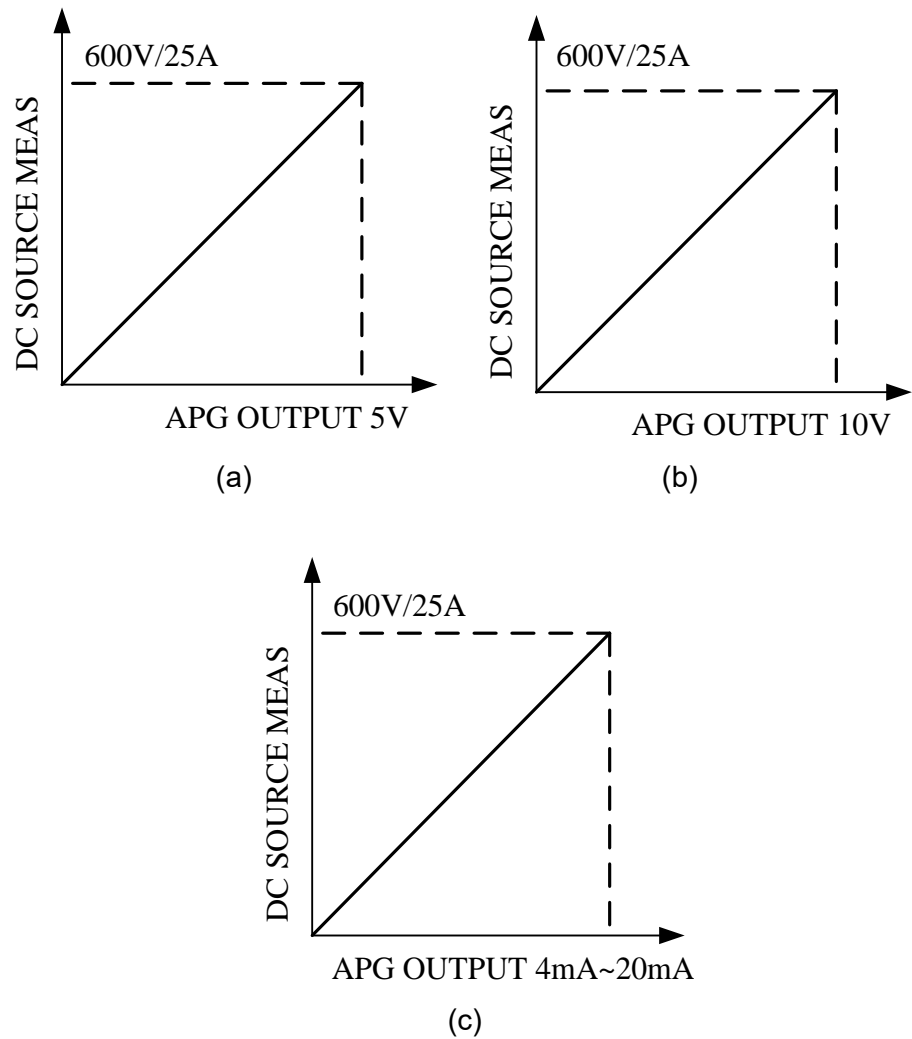 600V/25A
DC SOURCE MEAS
APG OUTPUT 5V
(a)
600V/25A
DC SOURCE MEAS
APG OUTPUT 10V
(b)
600V/25A
DC SOURCE MEAS
APG OUTPUT 4mA~20mA
(c)